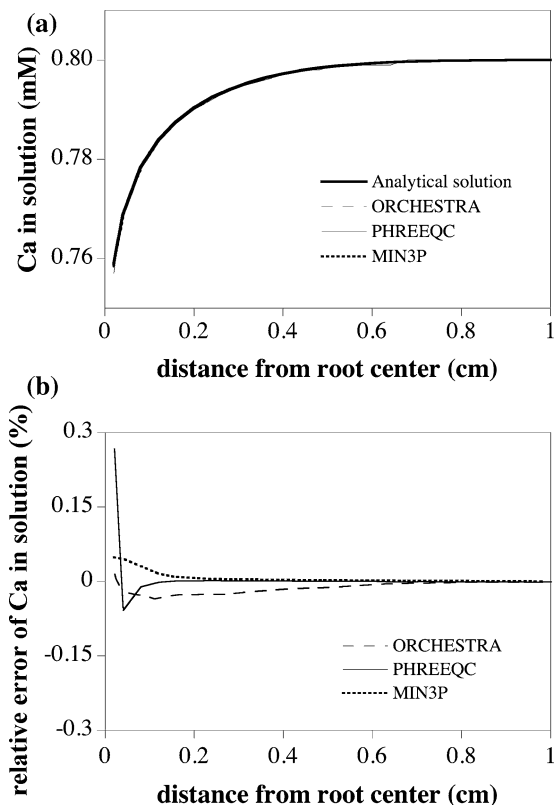 (a)
Ca in solution (mM)
0.80
0.78
0.76
Analytical solution
ORCHESTRA
PHREEQC
MIN3P
0
0.2
0.4
0.6
0.8
1
distance from root center (cm)
(b)
relative error of Ca in solution (%)
0.3
0.15
0
-0.15
-0.3
ORCHESTRA
PHREEQC
MIN3P
0
0.2
0.4
0.6
0.8
1
distance from root center (cm)